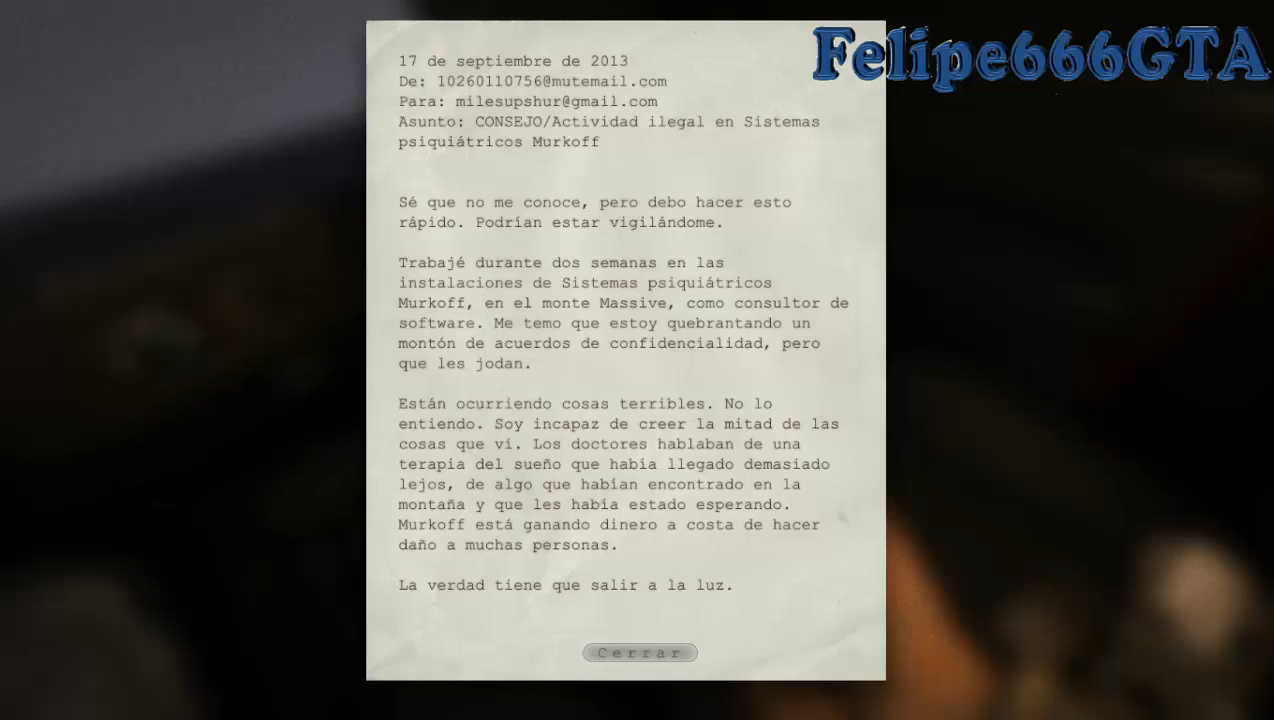 Felipe666GTA
17 de septiembre de 2013
De: 10260110756@mutemail.com
Para: milesupshur@gmail.com
Asunto: CONSEJO/Actividad ilegal en Sistemas
psiquiátricos Murkoff
Sé que no me conoce, pero debo hacer esto
rápido. Podrían estar vigilándome.
Trabajé durante dos semanas en las
instalaciones de Sistemas psiquiátricos
Murkoff, en el monte Massive, como consultor de
software. Me temo que estoy quebrantando un
montón de acuerdos de confidencialidad, pero
que les jodan.
Están ocurriendo cosas terribles. No lo
entiendo. Soy incapaz de creer la mitad de las
cosas que vi. Los doctores hablaban de una
terapia del sueño que había llegado demasiado
lejos, de algo que habían encontrado en la
montaña y que les había estado esperando.
Murkoff está ganando dinero a costa de hacer
daño a muchas personas.
La verdad tiene que salir a la luz.
Cerrar